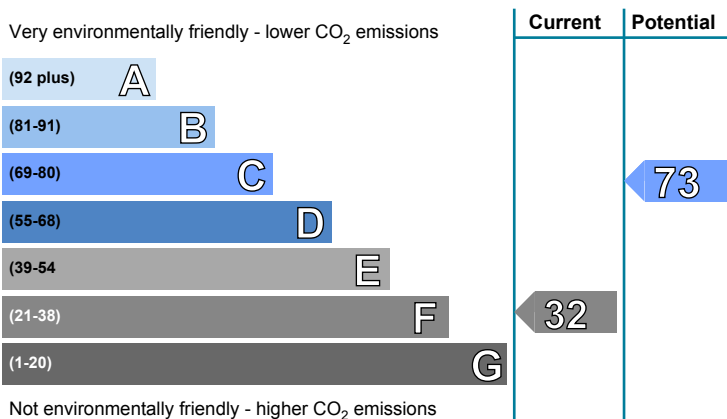 Current Potential
Very environmentally friendly - lower CO2 emissions
(92 plus) A
(81-91) B
(69-80) C
73
(55-68) D
(39-54 E
(21-38) F
32
(1-20) G
Not environmentally friendly - higher CO2 emissions